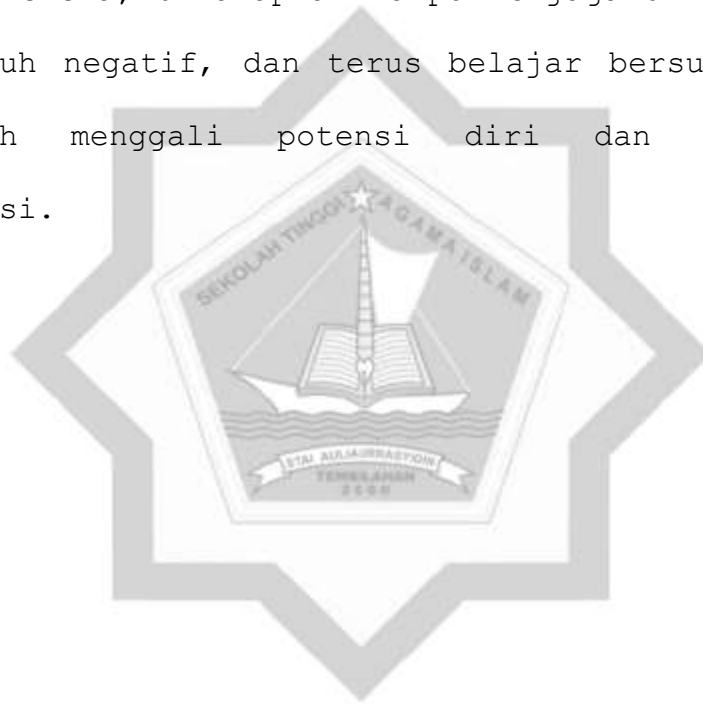 uh negatif, dan terus belajar bersu
h menggali potensi diri dan
si.
SEKOLAH TINGGI AGAMA ISLAM
STAI AULIAURRASYIDIN
TEMBILAHAN